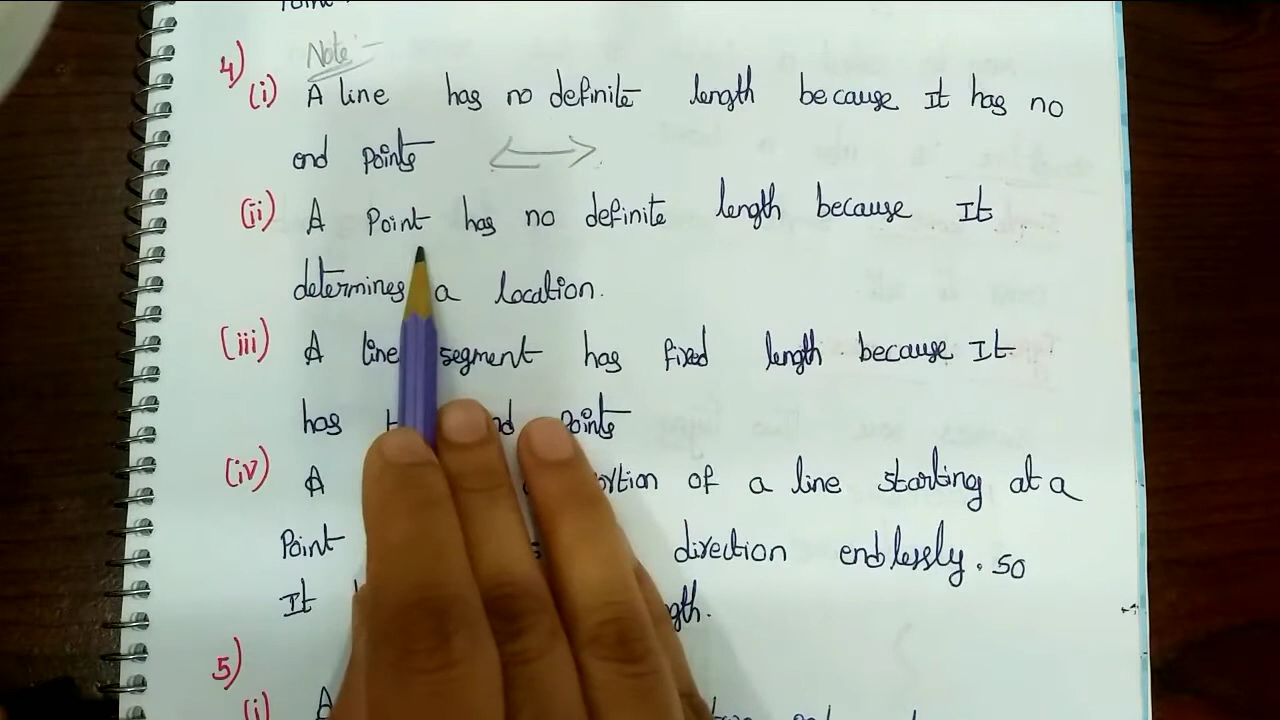 4) Note:-
(i) A line has no definite length because It has no
end points
(ii) A Point has no definite length because It
determines a location.
(iii) A line segment has fixed length because It
has points
(iv) A of a line starting at a
Point direction endlessly. so
It
5)
(i) A